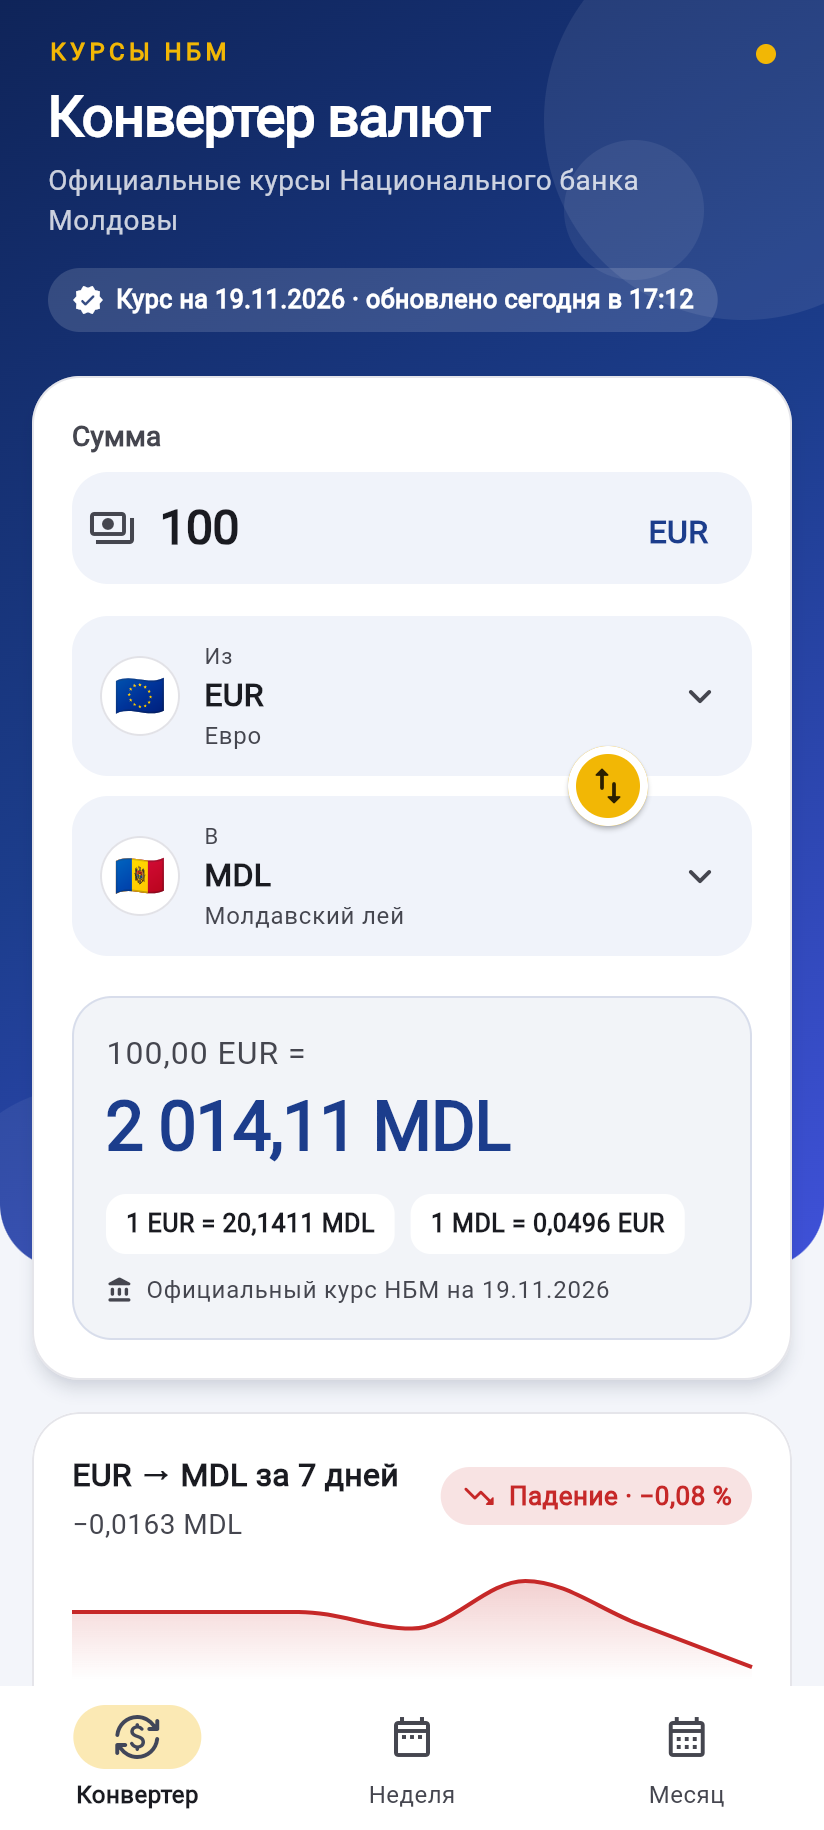 КУРСЫ НБМ
Конвертер валют
Официальные курсы Национального банка
Молдовы
Курс на 19.11.2026 · обновлено сегодня в 17:12
Сумма
100 EUR
Из
EUR
Евро
В
MDL
Молдавский лей
100,00 EUR =
2 014,11 MDL
1 EUR = 20,1411 MDL 1 MDL = 0,0496 EUR
Официальный курс НБМ на 19.11.2026
EUR → MDL за 7 дней
Падение · −0,08 %
−0,0163 MDL
Конвертер Неделя Месяц